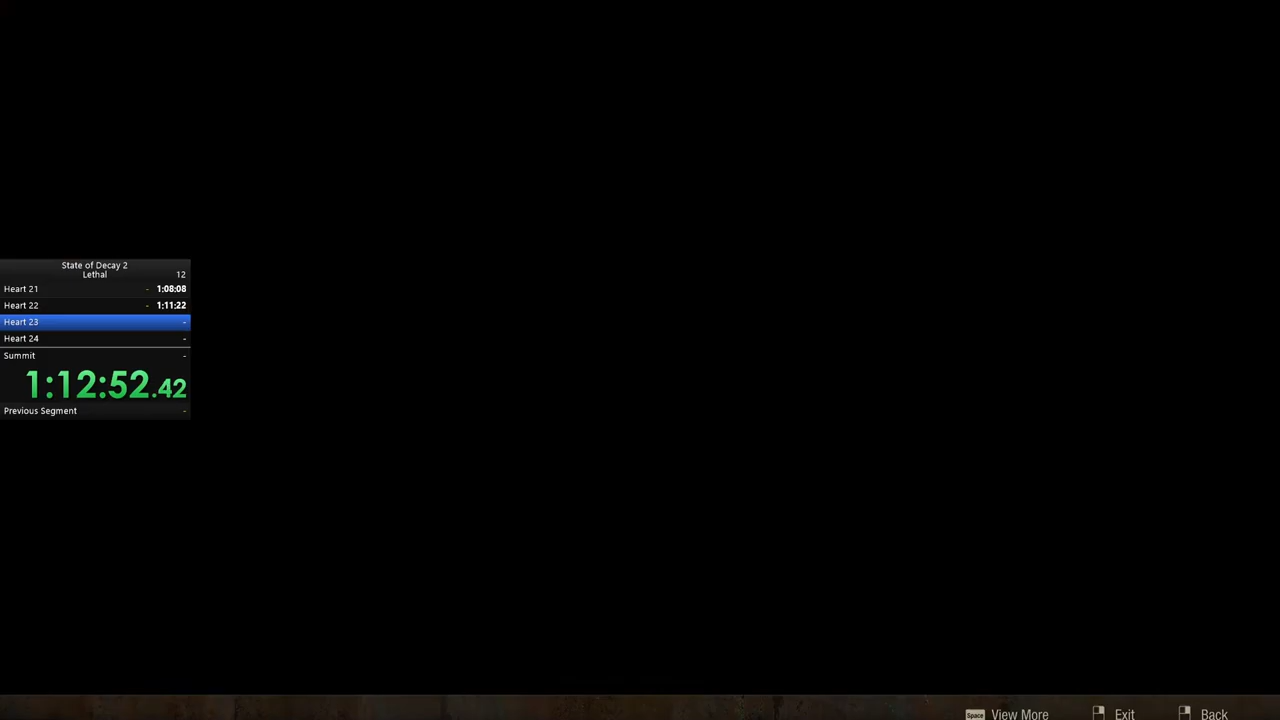 State of Decay 2
Lethal 12
Heart 21 - 1:08:08
Heart 22 - 1:11:22
Heart 23 -
Heart 24 -
Summit -
1:12:52.42
Previous Segment -
Space View More Exit Back